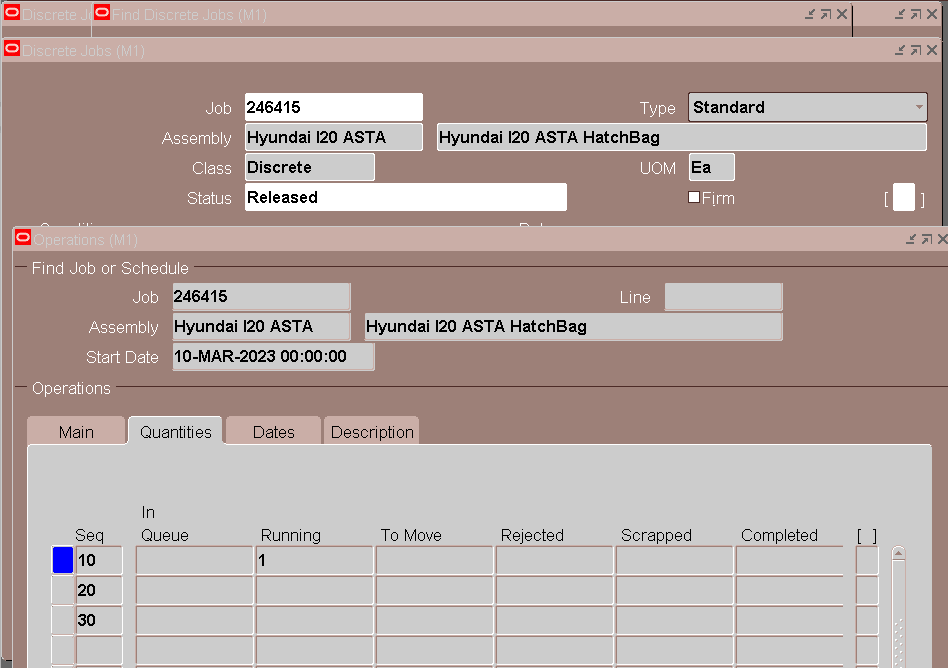 Discrete J
Find Discrete Jobs (M1)
Discrete Jobs (M1)
Job 246415 Type Standard
Assembly Hyundai I20 ASTA Hyundai I20 ASTA HatchBag
Class Discrete UOM Ea
Status Released Firm [ ]
Operations (M1)
Find Job or Schedule
Job 246415 Line
Assembly Hyundai I20 ASTA Hyundai I20 ASTA HatchBag
Start Date 10-MAR-2023 00:00:00
Operations
Main Quantities Dates Description
In
Seq Queue Running To Move Rejected Scrapped Completed [ ]
10 1
20
30